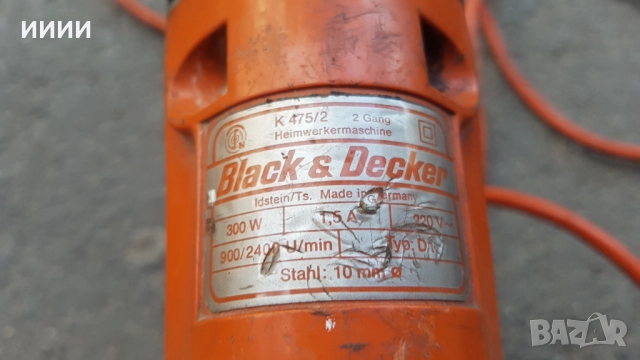 ииии
K 475/2 2 Gang
Heimwerkermaschine
Black & Decker
Idstein/Ts. Made in Germany
300 W 1,5 A 220 V~
900/2400 U/min Typ: D
Stahl: 10 mm ø
BAZAR